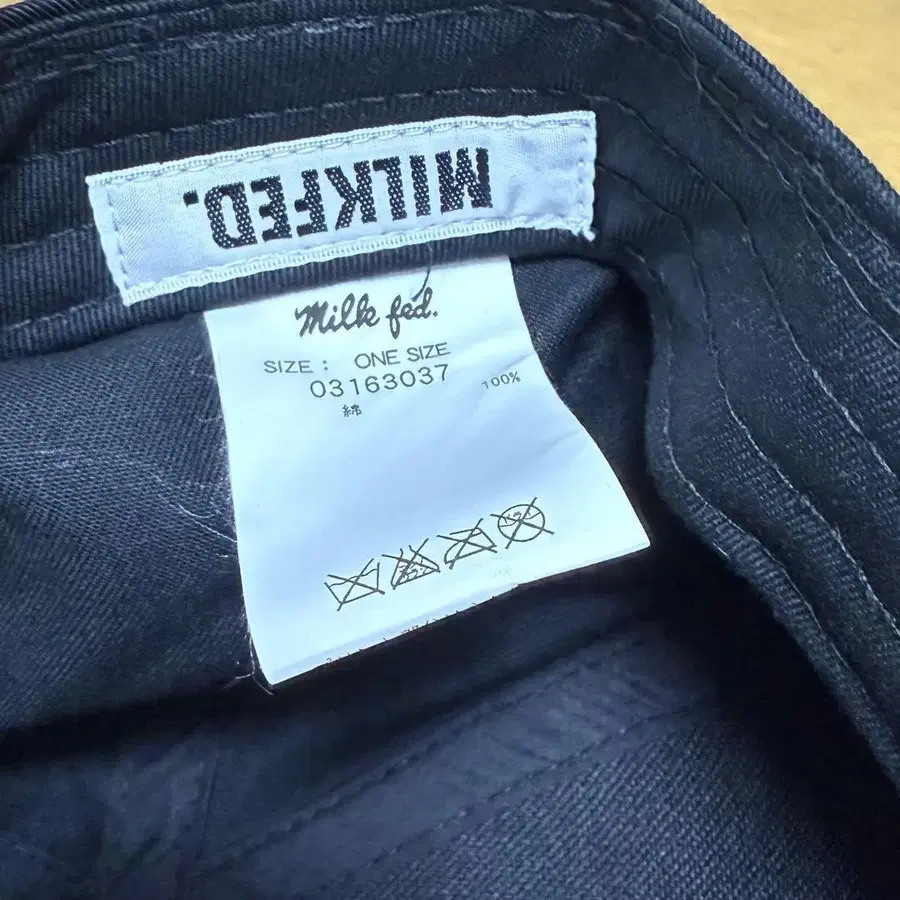 MILKFED.
Milk fed.
SIZE : ONE SIZE
03163037
綿 100%